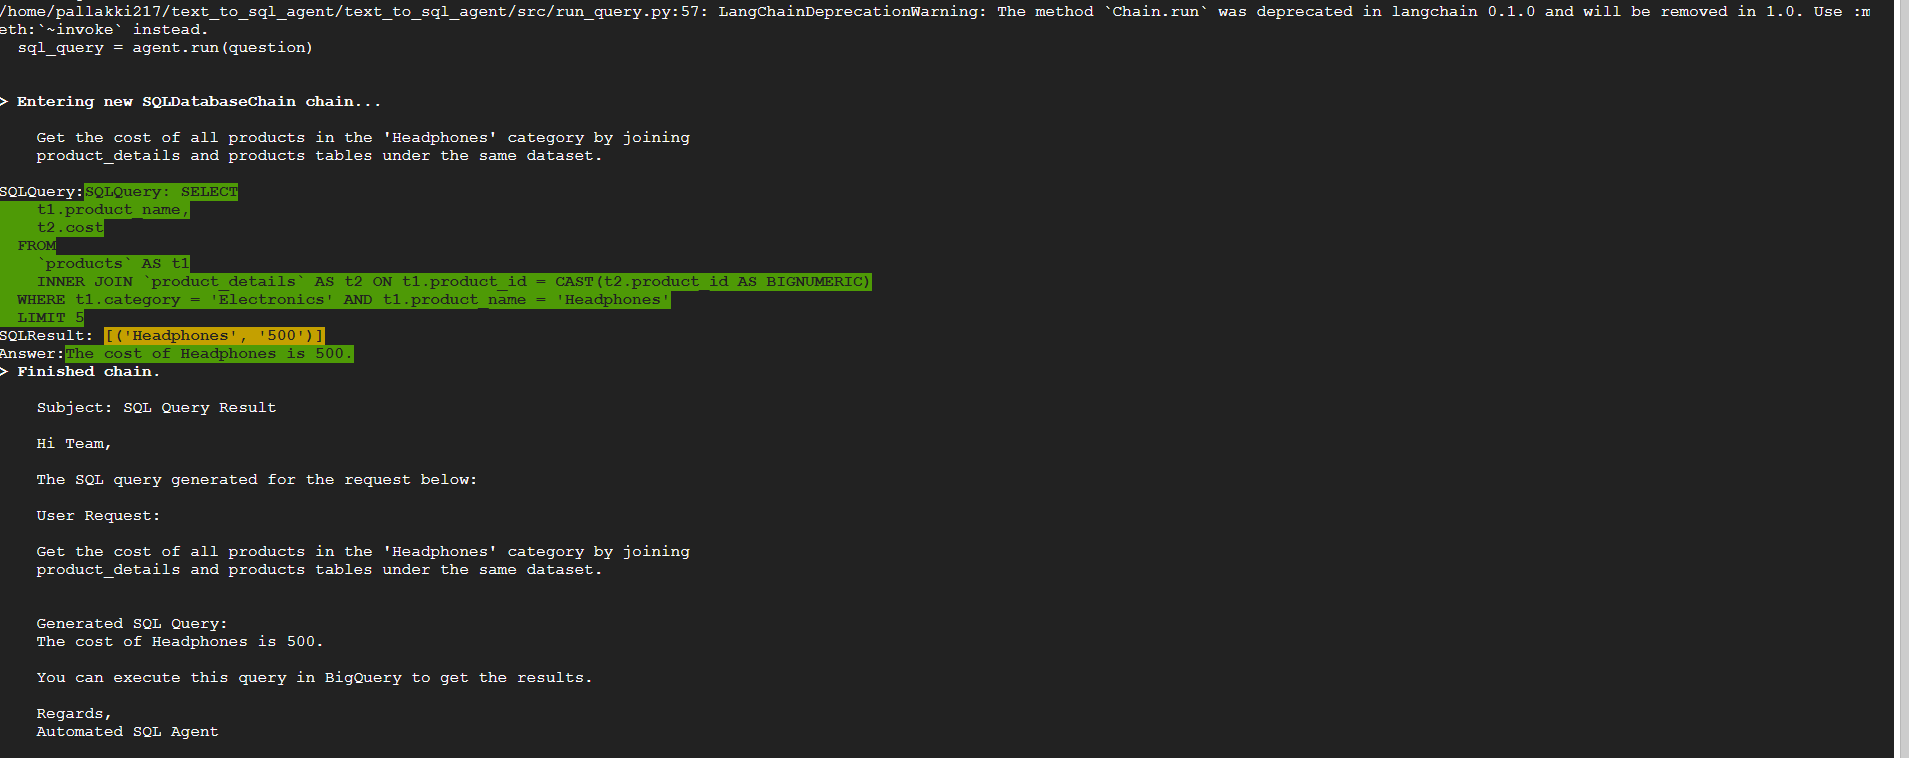 /home/pallakki217/text_to_sql_agent/text_to_sql_agent/src/run_query.py:57: LangChainDeprecationWarning: The method `Chain.run` was deprecated in langchain 0.1.0 and will be removed in 1.0. Use :m
eth:`~invoke` instead.
  sql_query = agent.run(question)
> Entering new SQLDatabaseChain chain...
    Get the cost of all products in the 'Headphones' category by joining
    product_details and products tables under the same dataset.
SQLQuery:SQLQuery: SELECT
    t1.product_name,
    t2.cost
  FROM
    `products` AS t1
    INNER JOIN `product_details` AS t2 ON t1.product_id = CAST(t2.product_id AS BIGNUMERIC)
  WHERE t1.category = 'Electronics' AND t1.product_name = 'Headphones'
  LIMIT 5
SQLResult: [('Headphones', '500')]
Answer:The cost of Headphones is 500.
> Finished chain.
    Subject: SQL Query Result
    Hi Team,
    The SQL query generated for the request below:
    User Request:
    Get the cost of all products in the 'Headphones' category by joining
    product_details and products tables under the same dataset.
    Generated SQL Query:
    The cost of Headphones is 500.
    You can execute this query in BigQuery to get the results.
    Regards,
    Automated SQL Agent